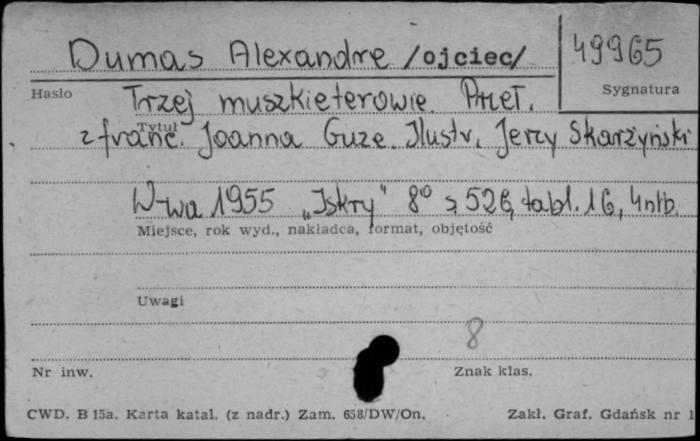 Dumas Alexandre /ojciec/ 49965
Hasło Sygnatura
Trzej muszkieterowie Przeł.
Tytuł
z franc. Joanna Guze. Ilustr. Jerzy Skarżyński
W-wa 1955 „Iskry" 8° s. 526, tabl. 16, 4 nlb.
Miejsce, rok wyd., nakładca, format, objętość
Uwagi
8
Nr inw. Znak klas.
CWD. B 15a. Karta katal. (z nadr.) Zam. 658/DW/On. Zakł. Graf. Gdańsk nr 1